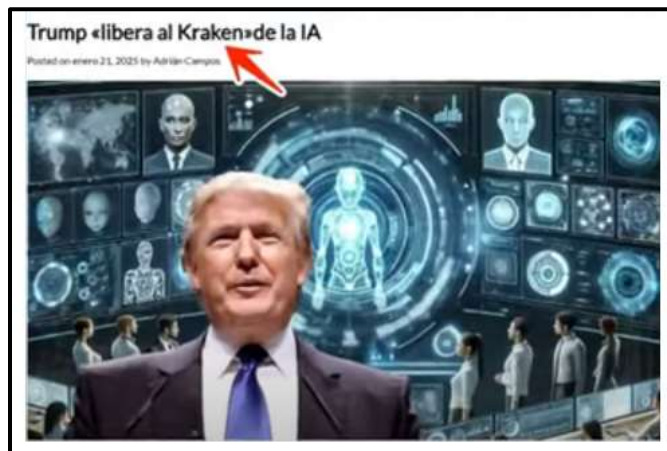 Trump «libera al Kraken»de la IA
Posted on enero 21, 2025 by Adrián Campos